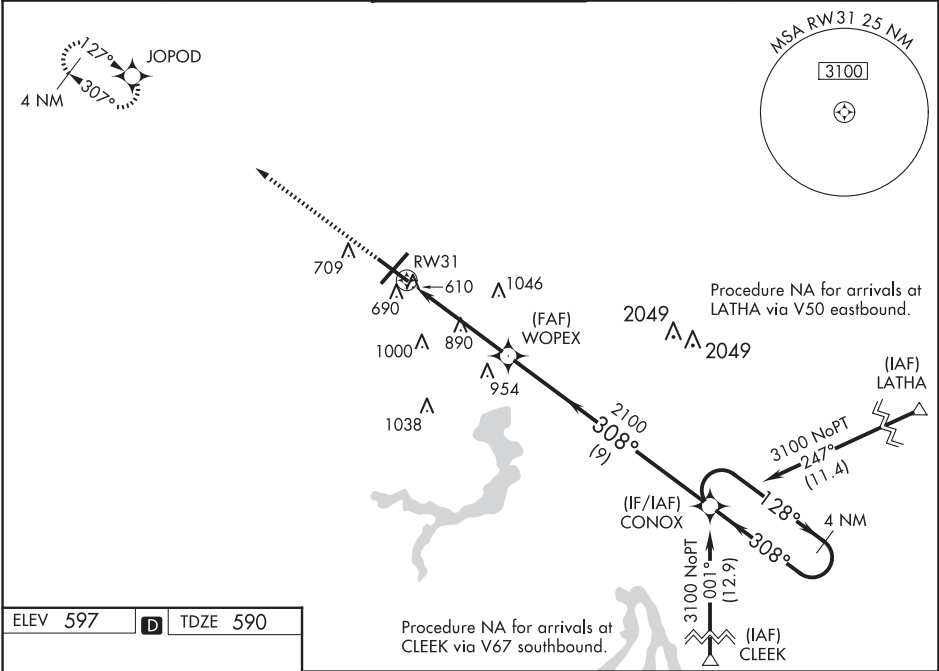 127°
JOPOD
307°
4 NM
MSA RW31 25 NM
3100
709
RW31
610
690
1046
Procedure NA for arrivals at
LATHA via V50 eastbound.
(FAF)
WOPEX
890
1000
954
2049
2049
1038
(IAF)
LATHA
2100
308°
(9)
3100 NoPT
247°
(11.4)
(IF/IAF)
CONOX
128°
4 NM
308°
3100 NoPT
001°
(12.9)
ELEV 597
D
TDZE 590
Procedure NA for arrivals at
CLEEK via V67 southbound.
(IAF)
CLEEK